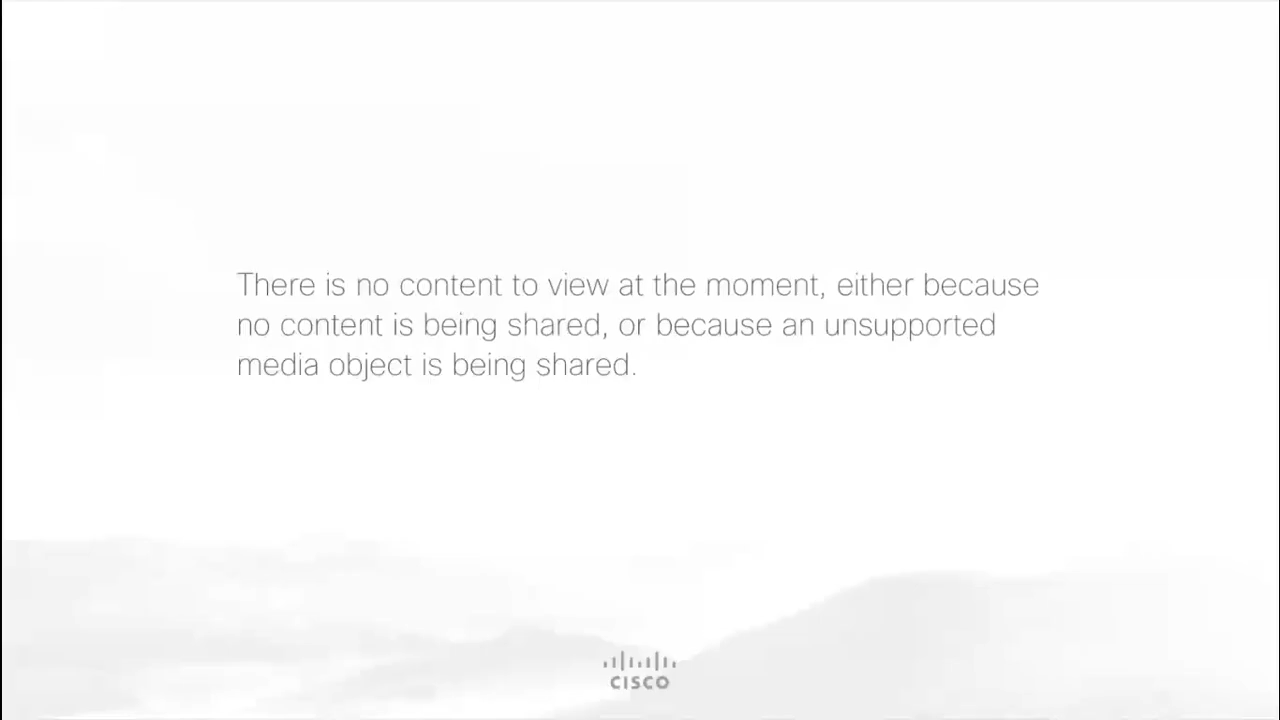 There is no content to view at the moment, either because
no content is being shared, or because an unsupported
media object is being shared.
CISCO